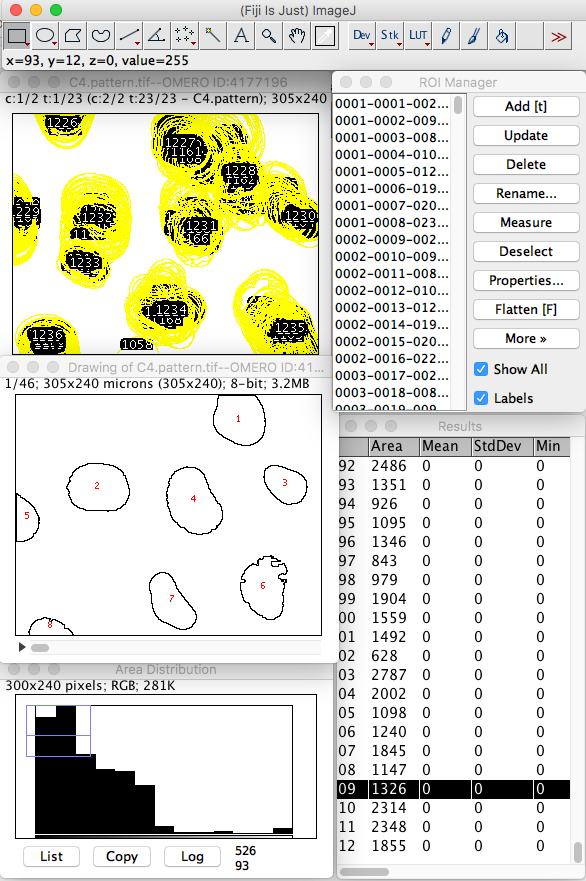 (Fiji Is Just) ImageJ
A
Dev Stk LUT
>>
x=93, y=12, z=0, value=255
C4.pattern.tif--OMERO ID:4177196
c:1/2 t:1/23 (c:2/2 t:23/23 - C4.pattern); 305x240
1226
1227
1161
1228
1229
1232
1230
1231
66
1233
1234
1235
1236
1058
ROI Manager
0001-0001-002...
0001-0002-009...
0001-0003-008...
0001-0004-010...
0001-0005-012...
0001-0006-019...
0001-0007-020...
0001-0008-023...
0002-0009-002...
0002-0010-009...
0002-0011-008...
0002-0012-010...
0002-0013-012...
0002-0014-019...
0002-0015-020...
0002-0016-022...
0003-0017-002...
0003-0018-008...
0003-0019-009
Add [t]
Update
Delete
Rename...
Measure
Deselect
Properties...
Flatten [F]
More »
Show All
Labels
Drawing of C4.pattern.tif--OMERO ID:41...
1/46; 305x240 microns (305x240); 8-bit; 3.2MB
1
2
3
4
5
6
7
8
Results
Area Mean StdDev Min
92 2486 0 0 0
93 1351 0 0 0
94 926 0 0 0
95 1095 0 0 0
96 1346 0 0 0
97 843 0 0 0
98 979 0 0 0
99 1904 0 0 0
00 1559 0 0 0
01 1492 0 0 0
02 628 0 0 0
03 2787 0 0 0
04 2002 0 0 0
05 1098 0 0 0
06 1240 0 0 0
07 1845 0 0 0
08 1147 0 0 0
09 1326 0 0 0
10 2314 0 0 0
11 2348 0 0 0
12 1855 0 0 0
Area Distribution
300x240 pixels; RGB; 281K
List Copy Log
526
93